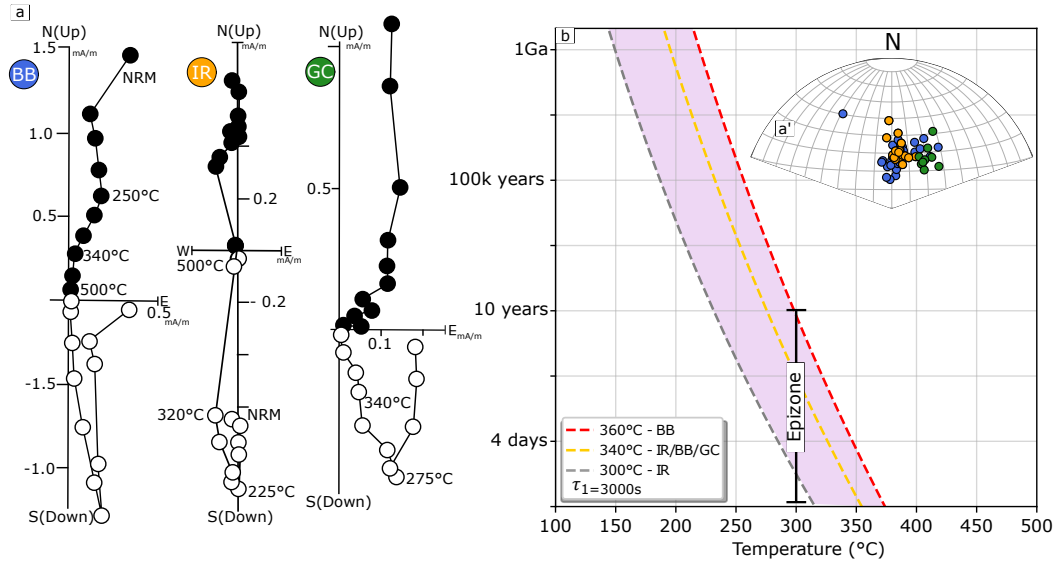 a
N(Up)
mA/m
1.5
BB
NRM
1.0
250°C
0.5
340°C
500°C
E
0.5
mA/m
-1.5
-1.0
S(Down)
N(Up)
mA/m
IR
0.2
W
E
mA/m
500°C
0.2
320°C
NRM
225°C
S(Down)
N(Up)
mA/m
GC
0.5
E mA/m
0.1
340°C
275°C
S(Down)
b
1Ga
100k years
10 years
4 days
N
a'
Epizone
360°C - BB
340°C - IR/BB/GC
300°C - IR
τ1=3000s
100 150 200 250 300 350 400 450 500
Temperature (°C)